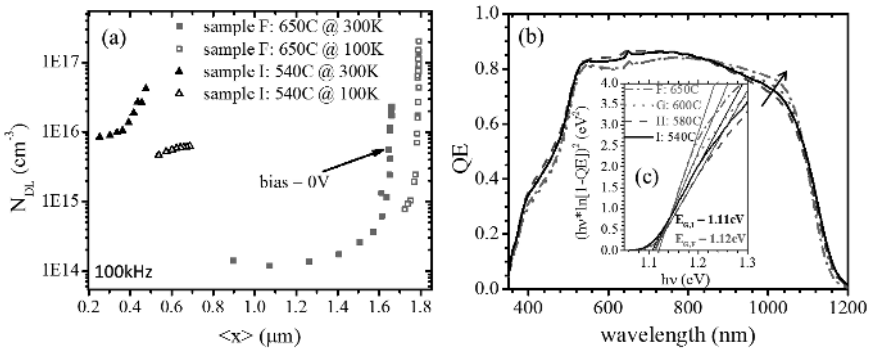 (a)
sample F: 650C @ 300K
sample F: 650C @ 100K
sample I: 540C @ 300K
sample I: 540C @ 100K
1E17
1E16
1E15
1E14
N_DL (cm⁻³)
bias – 0V
100kHz
0.2 0.4 0.6 0.8 1.0 1.2 1.4 1.6 1.8
<x> (μm)
(b)
QE
1.0
0.8
0.6
0.4
0.2
0.0
400 600 800 1000 1200
wavelength (nm)
(c)
F: 650C
G: 600C
H: 580C
I: 540C
(hν*ln[1-QE])² (eV²)
4.0
3.5
3.0
2.5
2.0
1.5
1.0
0.5
0.0
E_G,I – 1.11eV
E_G,F – 1.12eV
1.1 1.2 1.3
hν (eV)